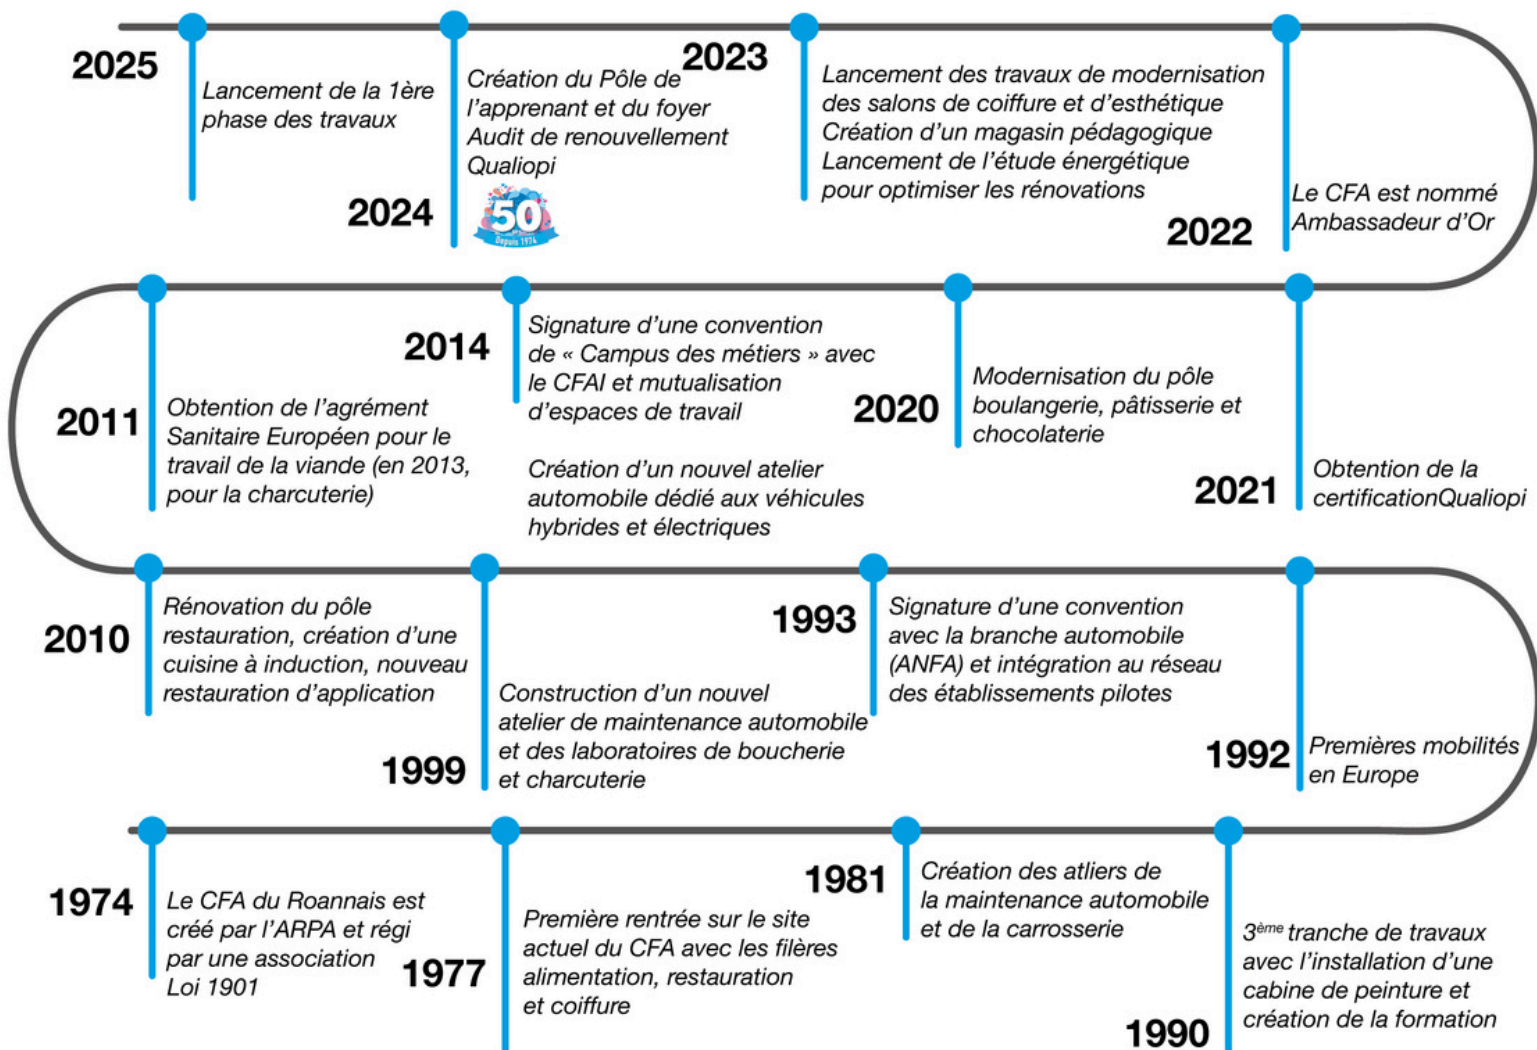 2025
Lancement de la 1ère
phase des travaux
2024
Création du Pôle de
l'apprenant et du foyer
Audit de renouvellement
Qualiopi
50
Depuis 1974
2023
Lancement des travaux de modernisation
des salons de coiffure et d'esthétique
Création d'un magasin pédagogique
Lancement de l'étude énergétique
pour optimiser les rénovations
2022
Le CFA est nommé
Ambassadeur d'Or
2011
Obtention de l'agrément
Sanitaire Européen pour le
travail de la viande (en 2013,
pour la charcuterie)
2014
Signature d'une convention
de « Campus des métiers » avec
le CFAI et mutualisation
d'espaces de travail
Création d'un nouvel atelier
automobile dédié aux véhicules
hybrides et électriques
2020
Modernisation du pôle
boulangerie, pâtisserie et
chocolaterie
2021
Obtention de la
certificationQualiopi
2010
Rénovation du pôle
restauration, création d'une
cuisine à induction, nouveau
restauration d'application
1999
Construction d'un nouvel
atelier de maintenance automobile
et des laboratoires de boucherie
et charcuterie
1993
Signature d'une convention
avec la branche automobile
(ANFA) et intégration au réseau
des établissements pilotes
1992
Premières mobilités
en Europe
1974
Le CFA du Roannais est
créé par l'ARPA et régi
par une association
Loi 1901
1977
Première rentrée sur le site
actuel du CFA avec les filères
alimentation, restauration
et coiffure
1981
Création des atliers de
la maintenance automobile
et de la carrosserie
1990
3ème tranche de travaux
avec l'installation d'une
cabine de peinture et
création de la formation